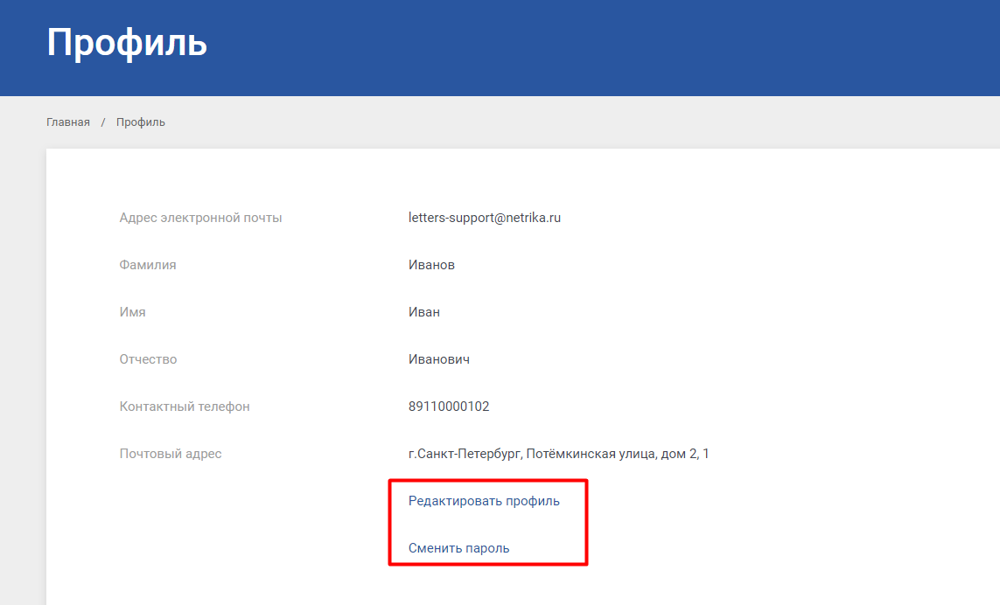 Профиль
Главная / Профиль
Адрес электронной почты letters-support@netrika.ru
Фамилия Иванов
Имя Иван
Отчество Иванович
Контактный телефон 89110000102
Почтовый адрес г.Санкт-Петербург, Потёмкинская улица, дом 2, 1
Редактировать профиль
Сменить пароль